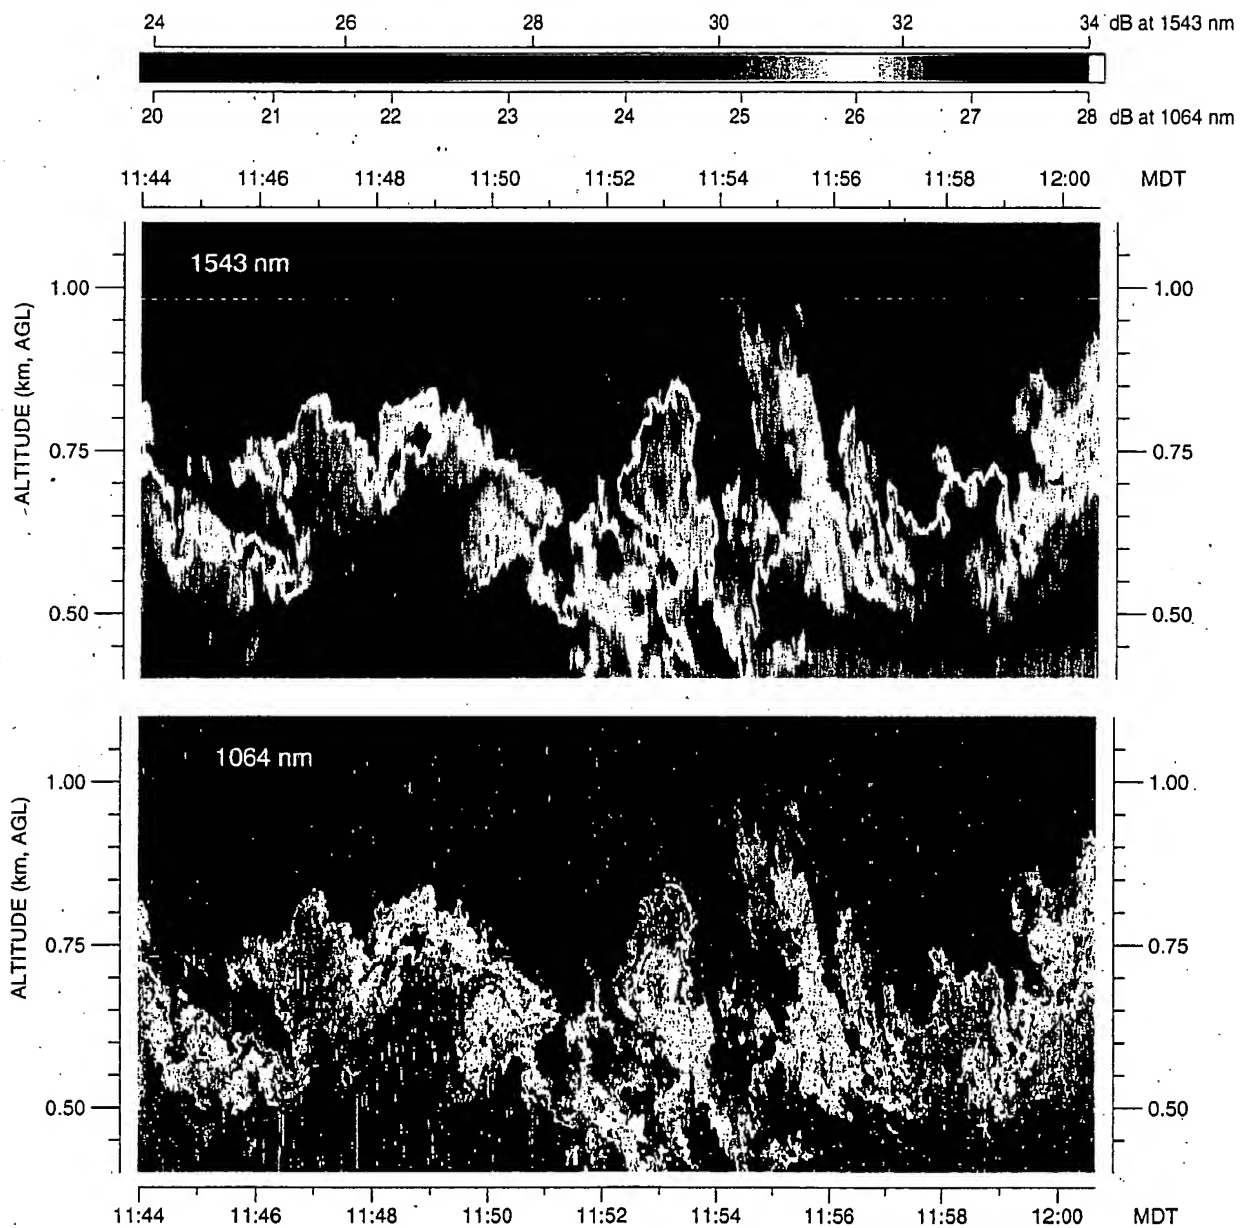 24 26 28 30 32 34 dB at 1543 nm
20 21 22 23 24 25 26 27 28 dB at 1064 nm
11:44 11:46 11:48 11:50 11:52 11:54 11:56 11:58 12:00 MDT
1543 nm
1.00 1.00
ALTITUDE (km, AGL)
0.75 0.75
0.50 0.50
1064 nm
1.00 1.00
ALTITUDE (km, AGL)
0.75 0.75
0.50 0.50
11:44 11:46 11:48 11:50 11:52 11:54 11:56 11:58 12:00 MDT